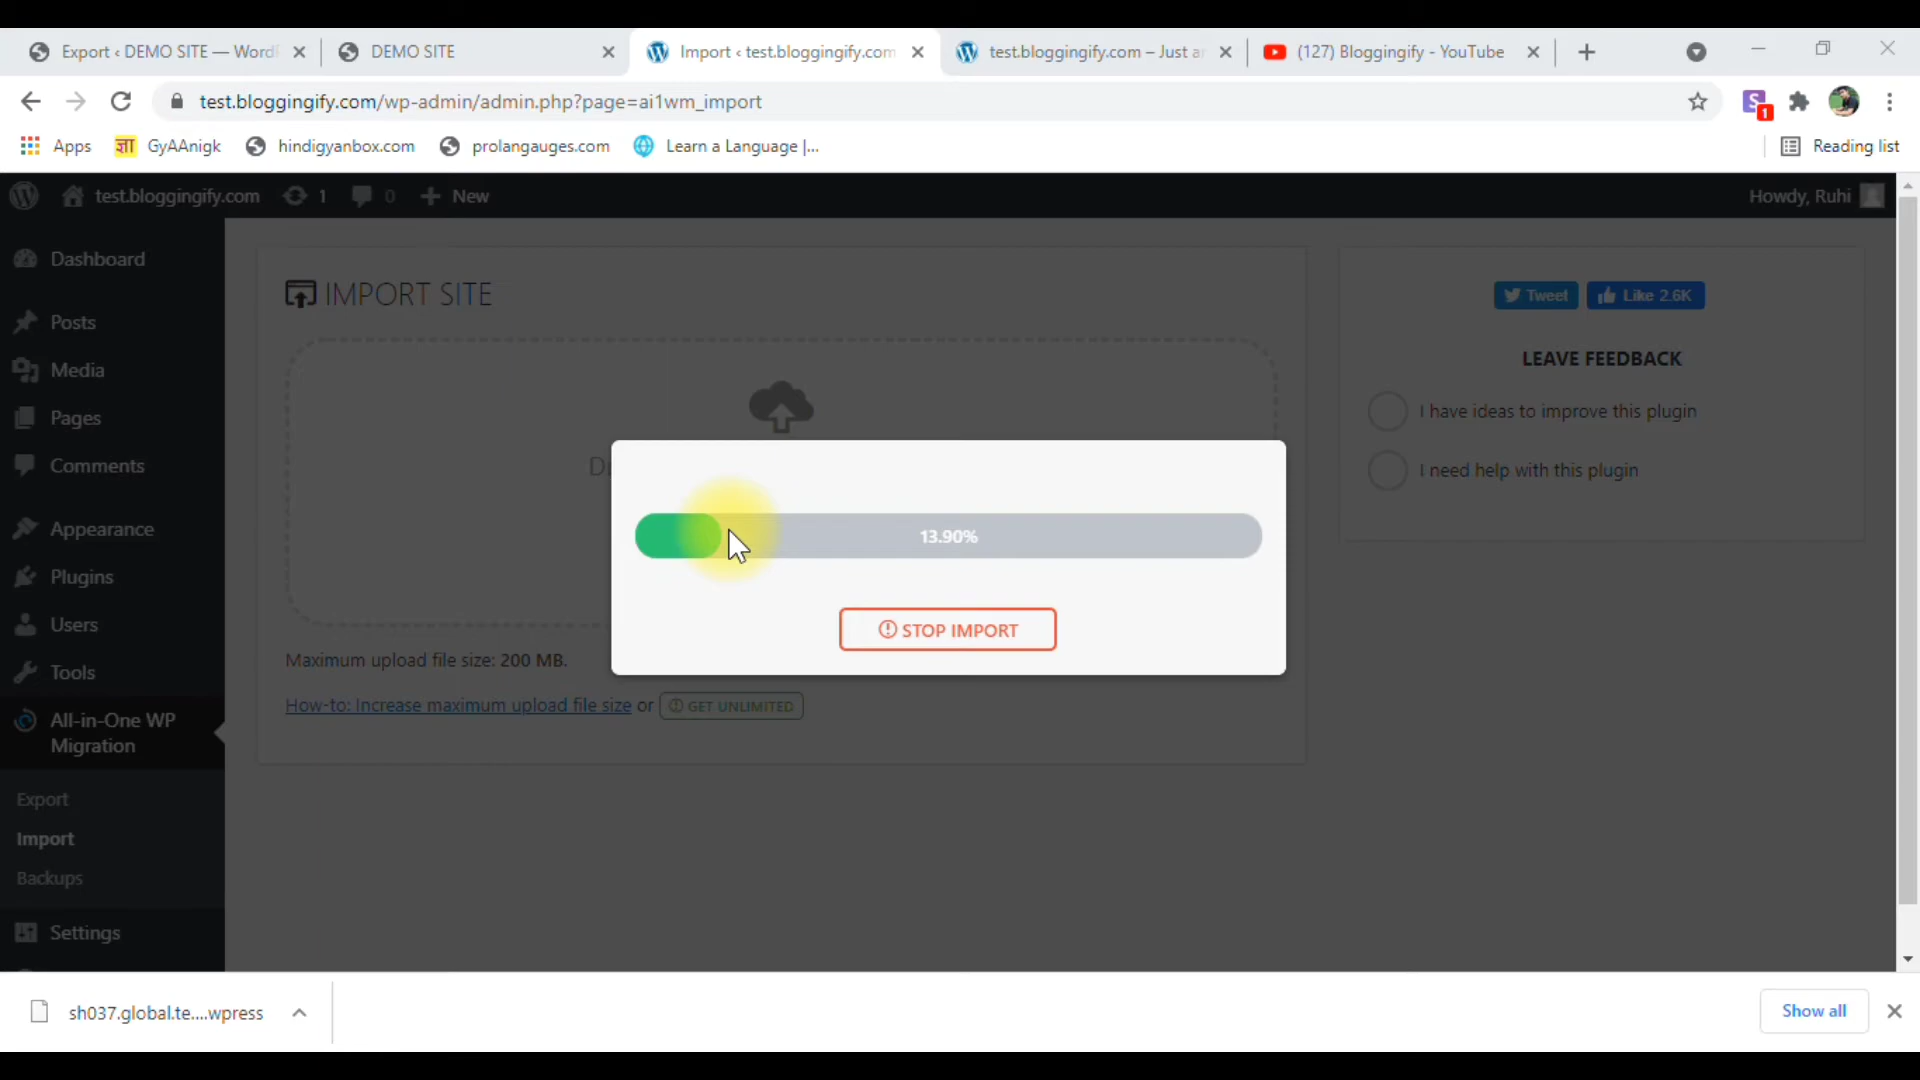 Export ‹ DEMO SITE — Word
DEMO SITE
Import ‹ test.bloggingify.com
test.bloggingify.com – Just a
(127) Bloggingify - YouTube
test.bloggingify.com/wp-admin/admin.php?page=ai1wm_import
S
1
Apps
ज्ञा
GyAAnigk
hindigyanbox.com
prolangauges.com
Learn a Language |...
Reading list
test.bloggingify.com
1
0
New
Howdy, Ruhi
Dashboard
Posts
Media
Pages
Comments
Appearance
Plugins
Users
Tools
All-in-One WP
Migration
Export
Import
Backups
Settings
IMPORT SITE
13.90%
STOP IMPORT
Maximum upload file size: 200 MB.
How-to: Increase maximum upload file size or GET UNLIMITED
Tweet
Like 2.6K
LEAVE FEEDBACK
I have ideas to improve this plugin
I need help with this plugin
sh037.global.te....wpress
Show all